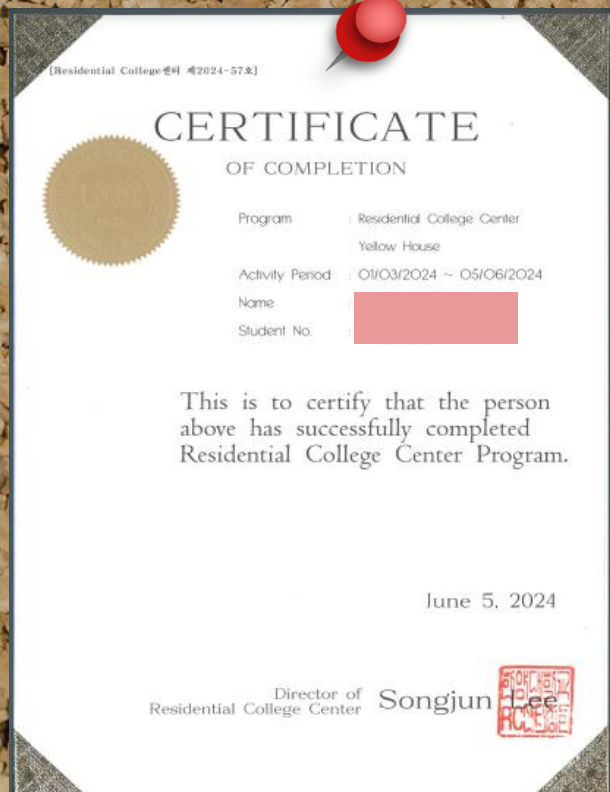 [Residential College센터 제2024-57호]
CERTIFICATE
OF COMPLETION
Program : Residential College Center
Yellow House
Activity Period : 01/03/2024 ~ 05/06/2024
Name :
Student No. :
This is to certify that the person
above has successfully completed
Residential College Center Program.
June 5, 2024
Director of
Residential College Center Songjun Lee